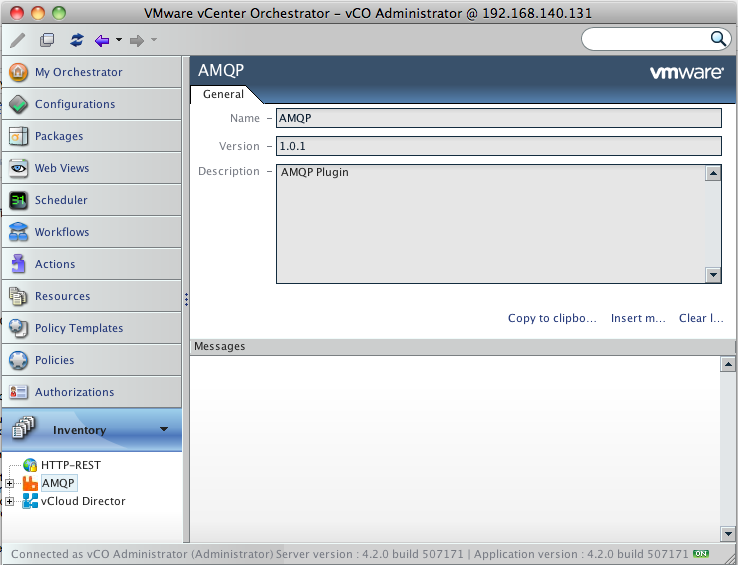 VMware vCenter Orchestrator – vCO Administrator @ 192.168.140.131
My Orchestrator
Configurations
Packages
Web Views
31 Scheduler
Workflows
Actions
Resources
Policy Templates
Policies
Authorizations
Inventory
HTTP-REST
AMQP
vCloud Director
AMQP
vmware
General
Name –
AMQP
Version –
1.0.1
Description –
AMQP Plugin
Copy to clipbo...
Insert m...
Clear l...
Messages
Connected as vCO Administrator (Administrator) Server version : 4.2.0 build 507171 | Application version : 4.2.0 build 507171 ON